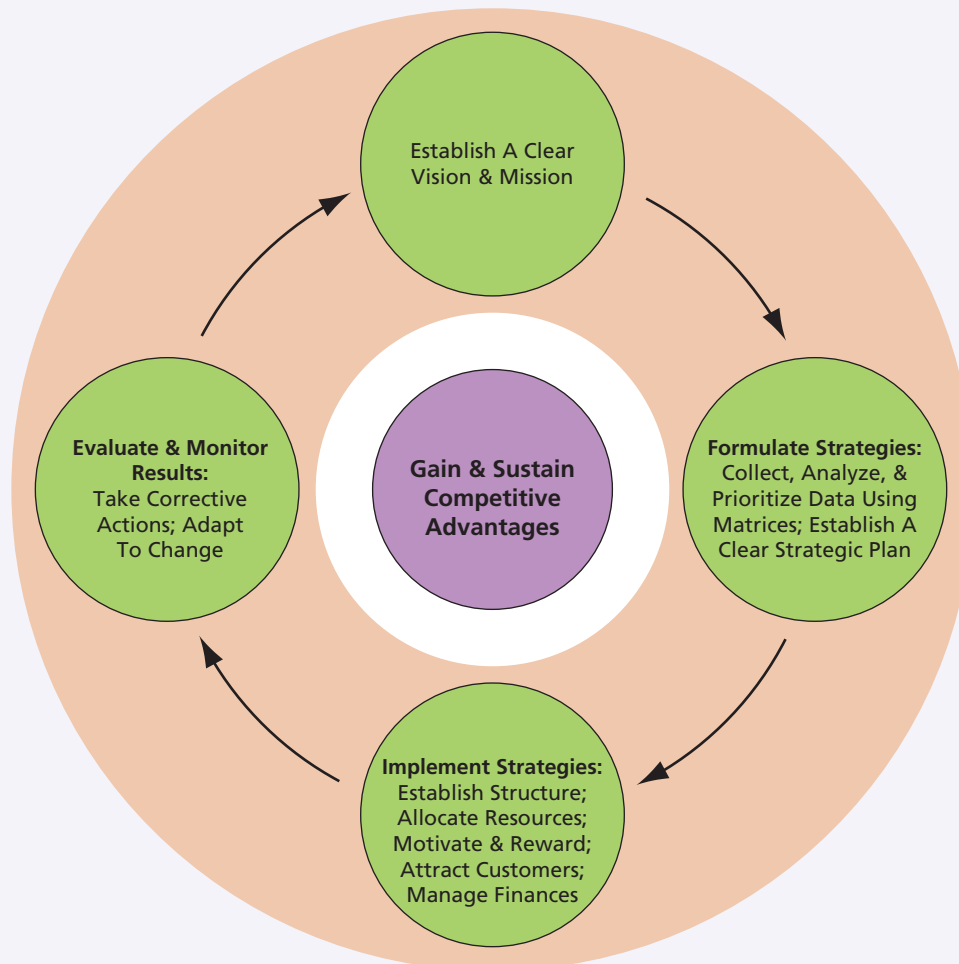 Establish A Clear
Vision & Mission
Formulate Strategies:
Collect, Analyze, &
Prioritize Data Using
Matrices; Establish A
Clear Strategic Plan
Implement Strategies:
Establish Structure;
Allocate Resources;
Motivate & Reward;
Attract Customers;
Manage Finances
Evaluate & Monitor
Results:
Take Corrective
Actions; Adapt
To Change
Gain & Sustain
Competitive
Advantages